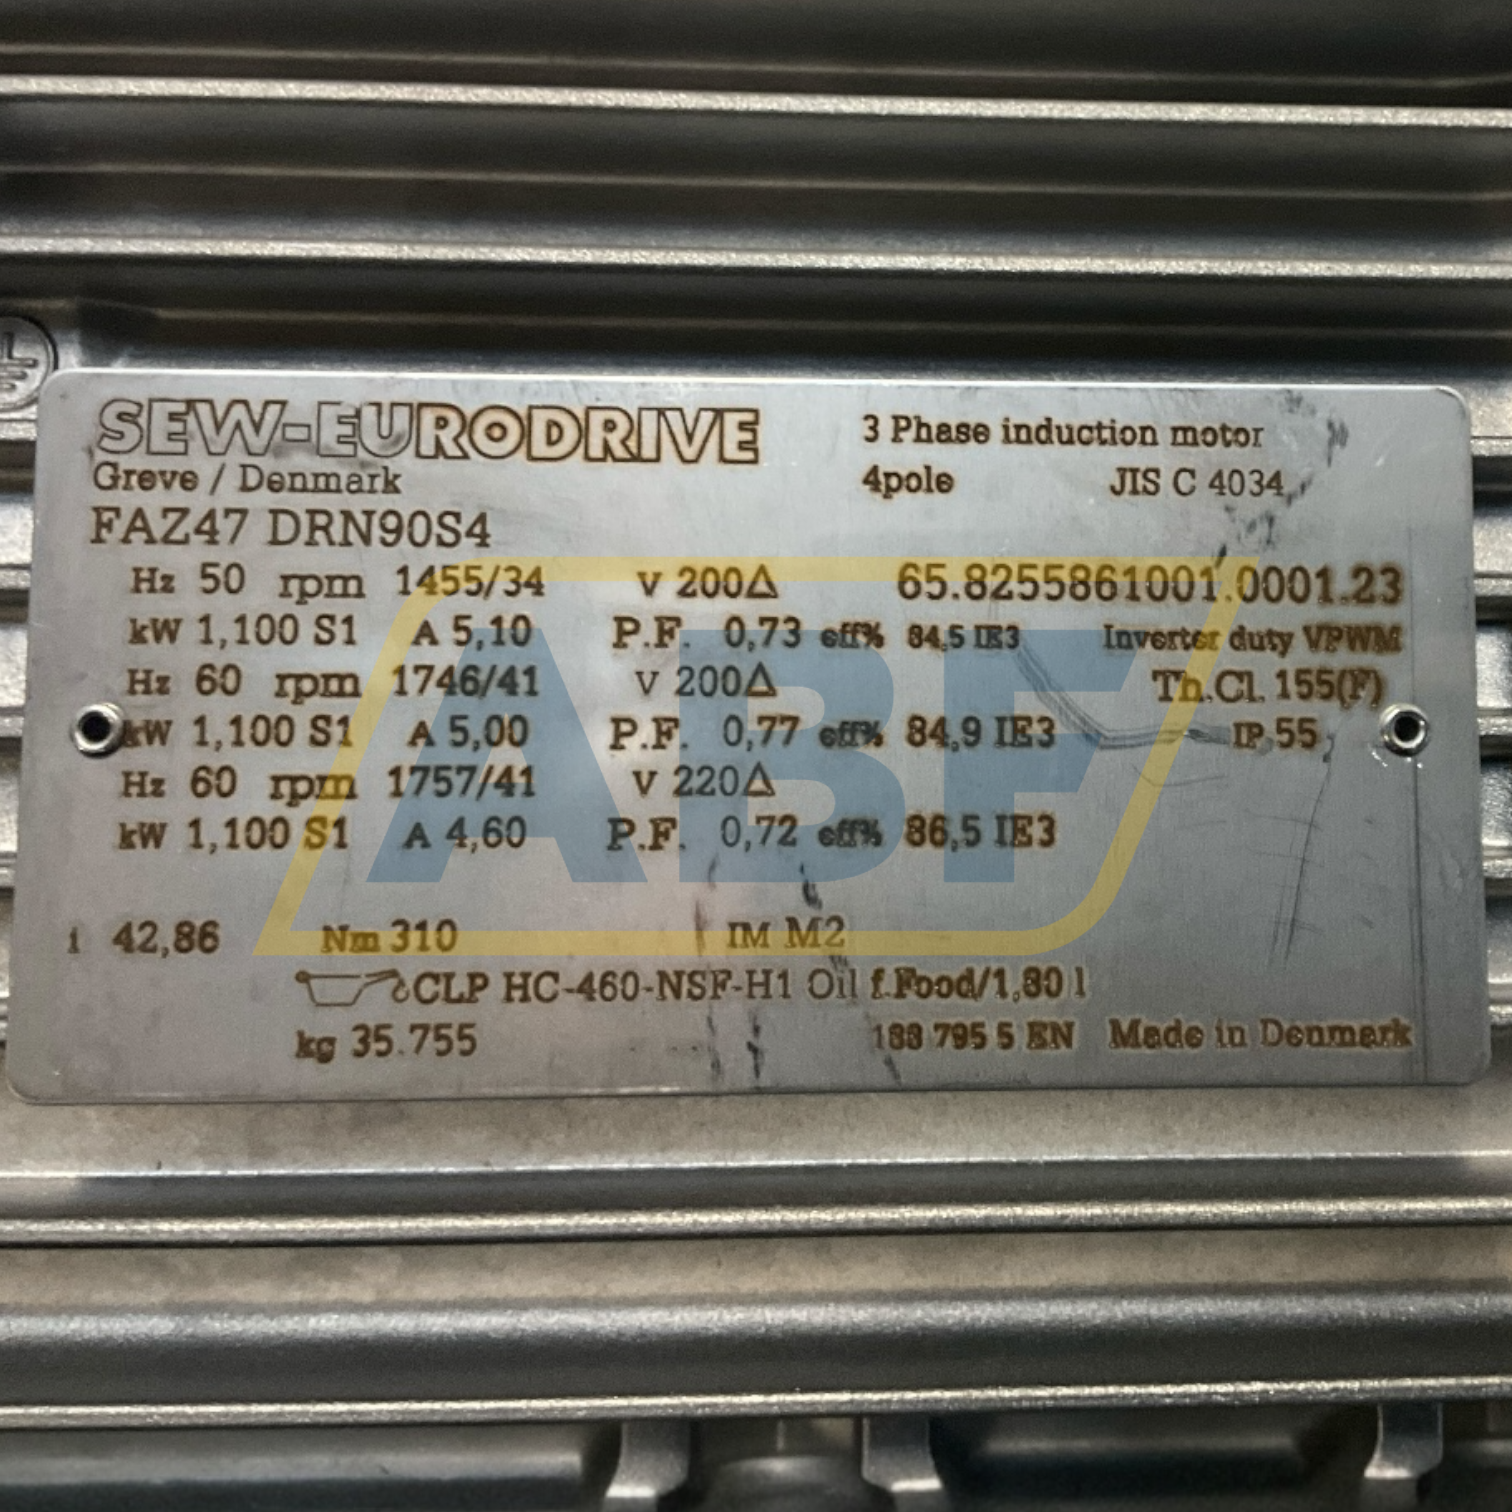 SEW-EURODRIVE
3 Phase induction motor
Greve / Denmark
4pole JIS C 4034
FAZ47 DRN90S4
Hz 50 rpm 1455/34 V 200Δ 65.8255861001.0001.23
kW 1,100 S1 A 5,10 P.F. 0,73 eff% 84,5 IE3 Inverter duty VPWM
Hz 60 rpm 1746/41 V 200Δ Th.Cl. 155(F)
kW 1,100 S1 A 5,00 P.F. 0,77 eff% 84,9 IE3 IP 55
Hz 60 rpm 1757/41 V 220Δ
kW 1,100 S1 A 4,60 P.F. 0,72 eff% 86,5 IE3
i 42,86 Nm 310 IM M2
CLP HC-460-NSF-H1 Oil f.Food/1,80 l
kg 35.755 188 795 5 EN Made in Denmark
ABF